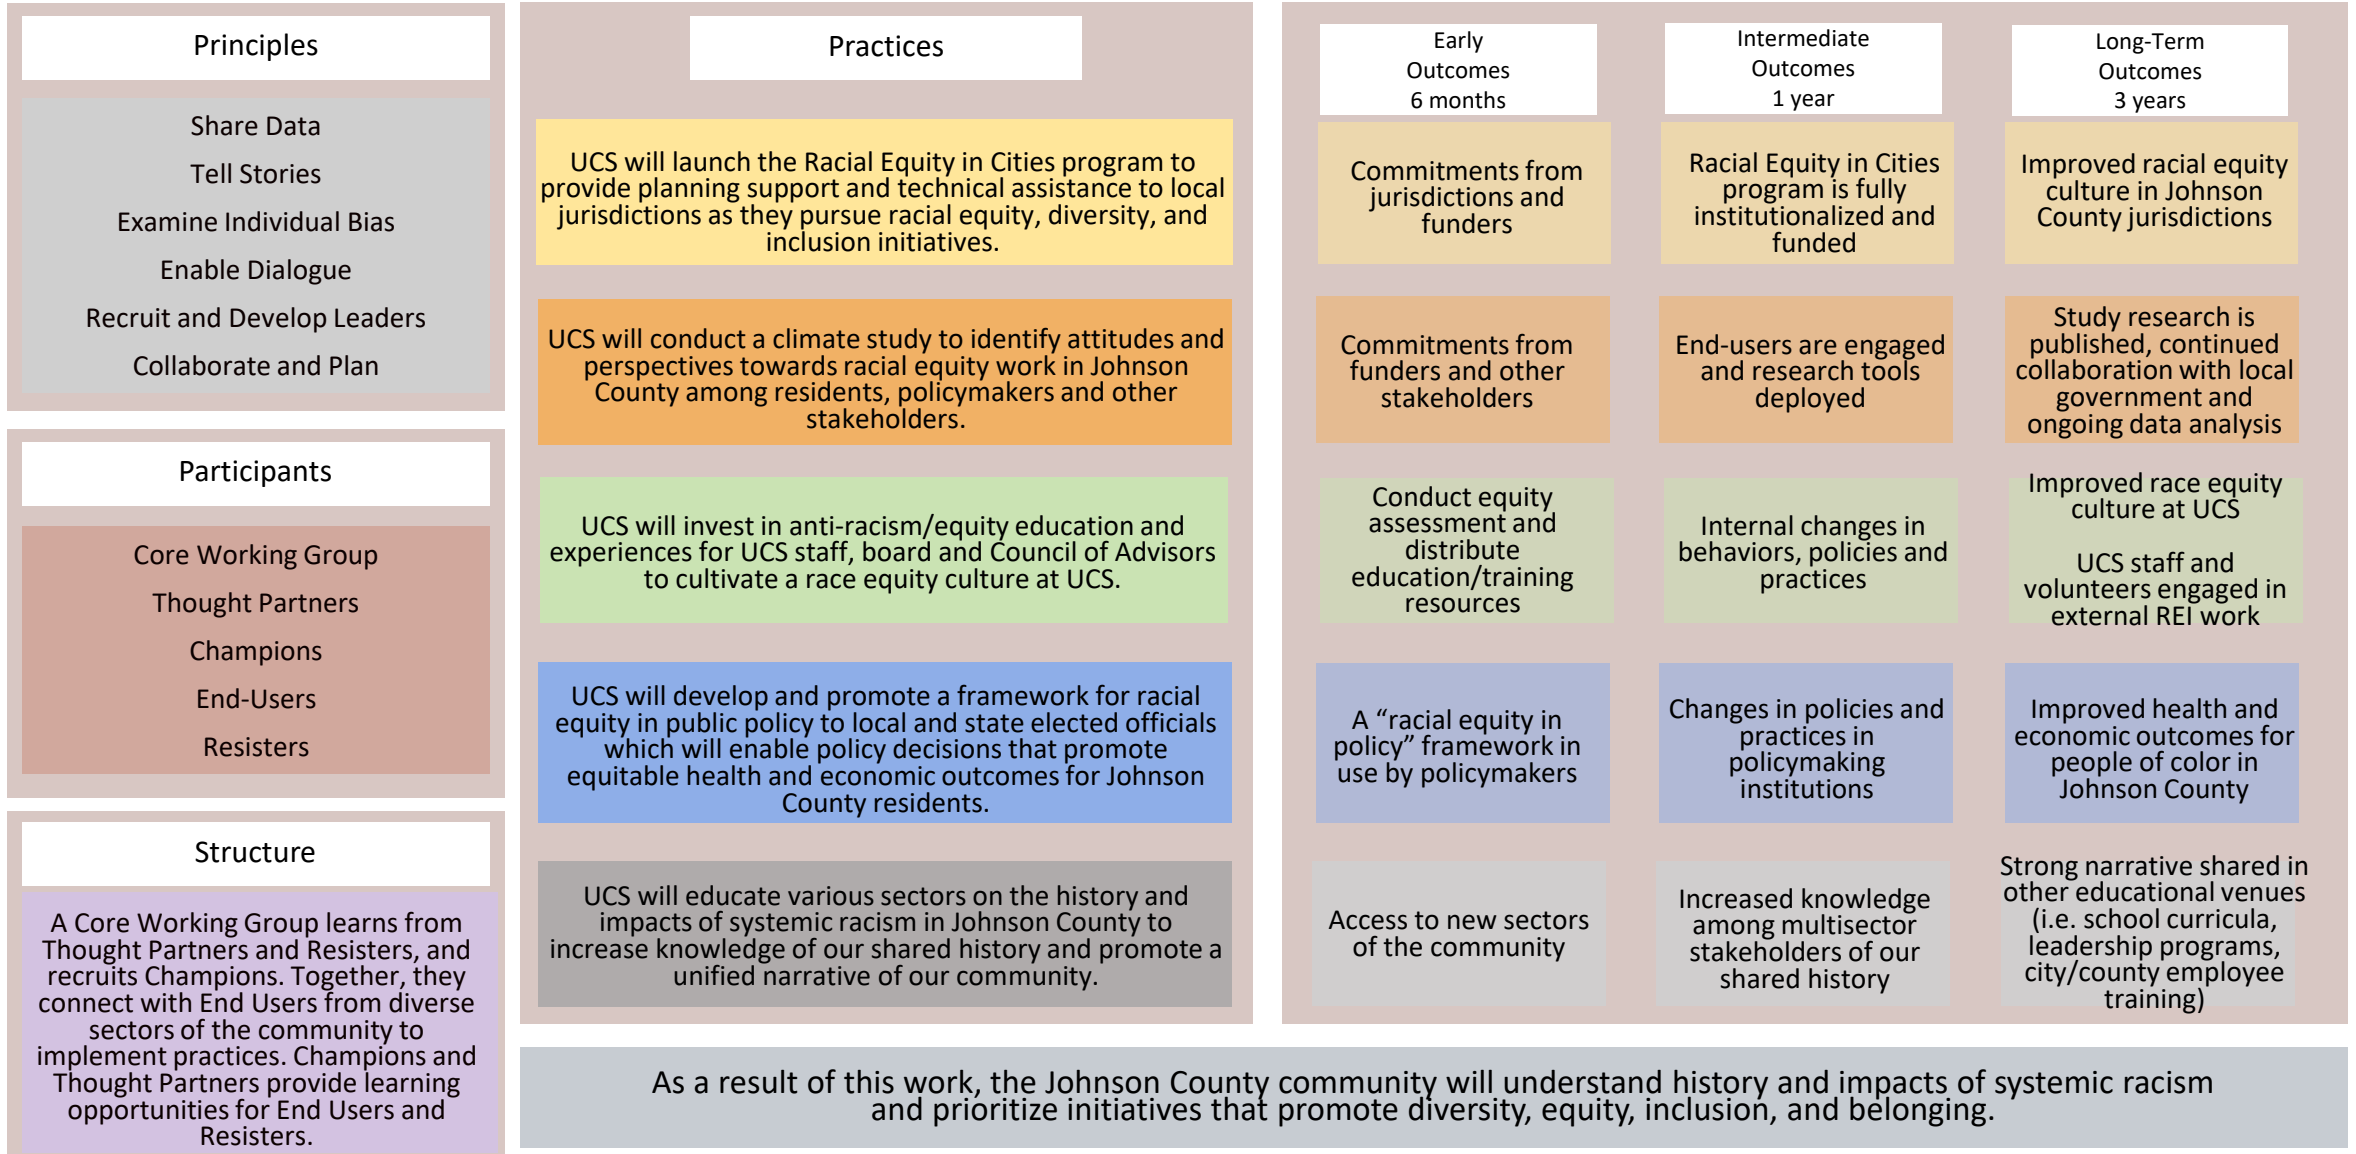 Principles
Share Data
Tell Stories
Examine Individual Bias
Enable Dialogue
Recruit and Develop Leaders
Collaborate and Plan
Participants
Core Working Group
Thought Partners
Champions
End-Users
Resisters
Structure
A Core Working Group learns from
Thought Partners and Resisters, and
recruits Champions. Together, they
connect with End Users from diverse
sectors of the community to
implement practices. Champions and
Thought Partners provide learning
opportunities for End Users and
Resisters.
Practices
UCS will launch the Racial Equity in Cities program to
provide planning support and technical assistance to local
jurisdictions as they pursue racial equity, diversity, and
inclusion initiatives.
UCS will conduct a climate study to identify attitudes and
perspectives towards racial equity work in Johnson
County among residents, policymakers and other
stakeholders.
UCS will invest in anti-racism/equity education and
experiences for UCS staff, board and Council of Advisors
to cultivate a race equity culture at UCS.
UCS will develop and promote a framework for racial
equity in public policy to local and state elected officials
which will enable policy decisions that promote
equitable health and economic outcomes for Johnson
County residents.
UCS will educate various sectors on the history and
impacts of systemic racism in Johnson County to
increase knowledge of our shared history and promote a
unified narrative of our community.
Early
Outcomes
6 months
Commitments from
jurisdictions and
funders
Commitments from
funders and other
stakeholders
Conduct equity
assessment and
distribute
education/training
resources
A “racial equity in
policy” framework in
use by policymakers
Access to new sectors
of the community
Intermediate
Outcomes
1 year
Racial Equity in Cities
program is fully
institutionalized and
funded
End-users are engaged
and research tools
deployed
Internal changes in
behaviors, policies and
practices
Changes in policies and
practices in
policymaking
institutions
Increased knowledge
among multisector
stakeholders of our
shared history
Long-Term
Outcomes
3 years
Improved racial equity
culture in Johnson
County jurisdictions
Study research is
published, continued
collaboration with local
government and
ongoing data analysis
Improved race equity
culture at UCS
UCS staff and
volunteers engaged in
external REI work
Improved health and
economic outcomes for
people of color in
Johnson County
Strong narrative shared in
other educational venues
(i.e. school curricula,
leadership programs,
city/county employee
training)
As a result of this work, the Johnson County community will understand history and impacts of systemic racism
and prioritize initiatives that promote diversity, equity, inclusion, and belonging.